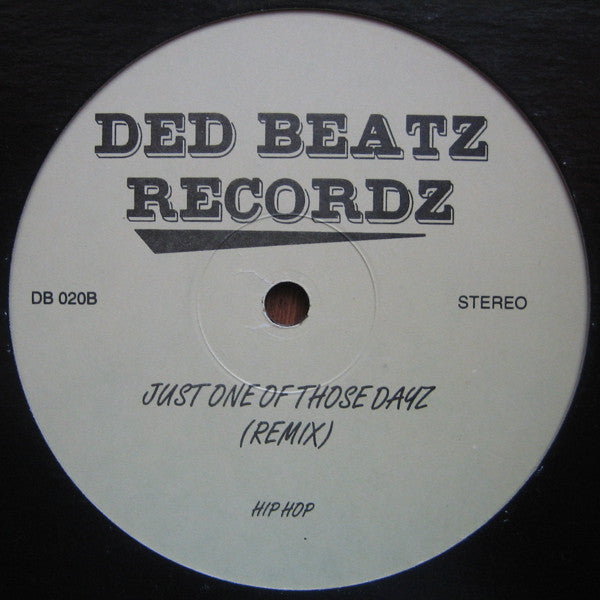 DED BEATZ
RECORDZ
DB 020B
STEREO
JUST ONE OF THOSE DAYZ
(REMIX)
HIP HOP